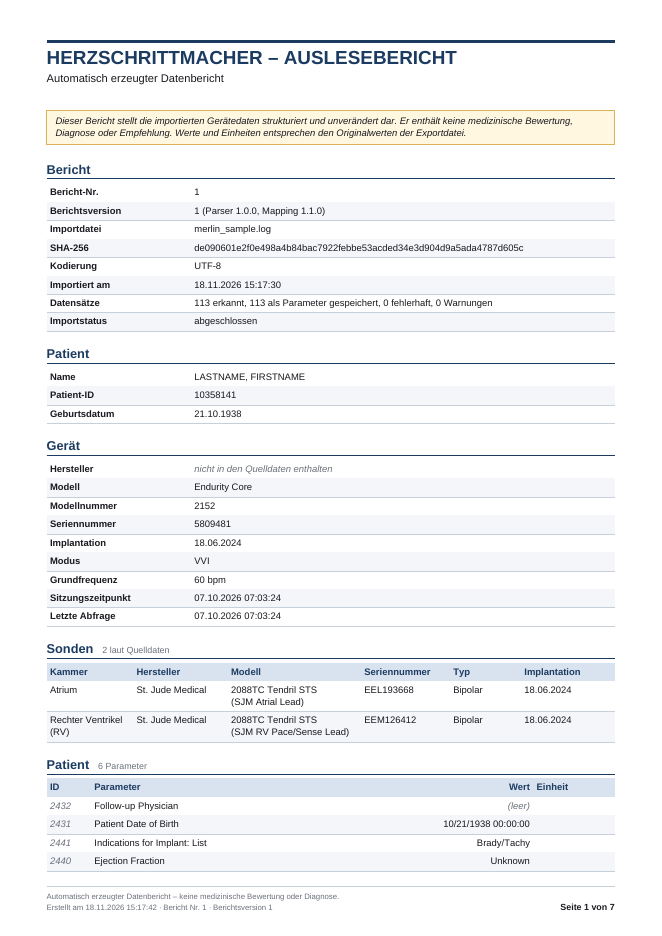 HERZSCHRITTMACHER – AUSLESEBERICHT
Automatisch erzeugter Datenbericht
Dieser Bericht stellt die importierten Gerätedaten strukturiert und unverändert dar. Er enthält keine medizinische Bewertung,
Diagnose oder Empfehlung. Werte und Einheiten entsprechen den Originalwerten der Exportdatei.
Bericht
Bericht-Nr. 1
Berichtsversion 1 (Parser 1.0.0, Mapping 1.1.0)
Importdatei merlin_sample.log
SHA-256 de090601e2f0e498a4b84bac7922febbe53acded34e3d904d9a5ada4787d605c
Kodierung UTF-8
Importiert am 18.11.2026 15:17:30
Datensätze 113 erkannt, 113 als Parameter gespeichert, 0 fehlerhaft, 0 Warnungen
Importstatus abgeschlossen
Patient
Name LASTNAME, FIRSTNAME
Patient-ID 10358141
Geburtsdatum 21.10.1938
Gerät
Hersteller nicht in den Quelldaten enthalten
Modell Endurity Core
Modellnummer 2152
Seriennummer 5809481
Implantation 18.06.2024
Modus VVI
Grundfrequenz 60 bpm
Sitzungszeitpunkt 07.10.2026 07:03:24
Letzte Abfrage 07.10.2026 07:03:24
Sonden 2 laut Quelldaten
Kammer Hersteller Modell Seriennummer Typ Implantation
Atrium St. Jude Medical 2088TC Tendril STS EEL193668 Bipolar 18.06.2024
(SJM Atrial Lead)
Rechter Ventrikel St. Jude Medical 2088TC Tendril STS EEM126412 Bipolar 18.06.2024
(RV) (SJM RV Pace/Sense Lead)
Patient 6 Parameter
ID Parameter Wert Einheit
2432 Follow-up Physician (leer)
2431 Patient Date of Birth 10/21/1938 00:00:00
2441 Indications for Implant: List Brady/Tachy
2440 Ejection Fraction Unknown
Automatisch erzeugter Datenbericht – keine medizinische Bewertung oder Diagnose.
Erstellt am 18.11.2026 15:17:42 · Bericht Nr. 1 · Berichtsversion 1 Seite 1 von 7